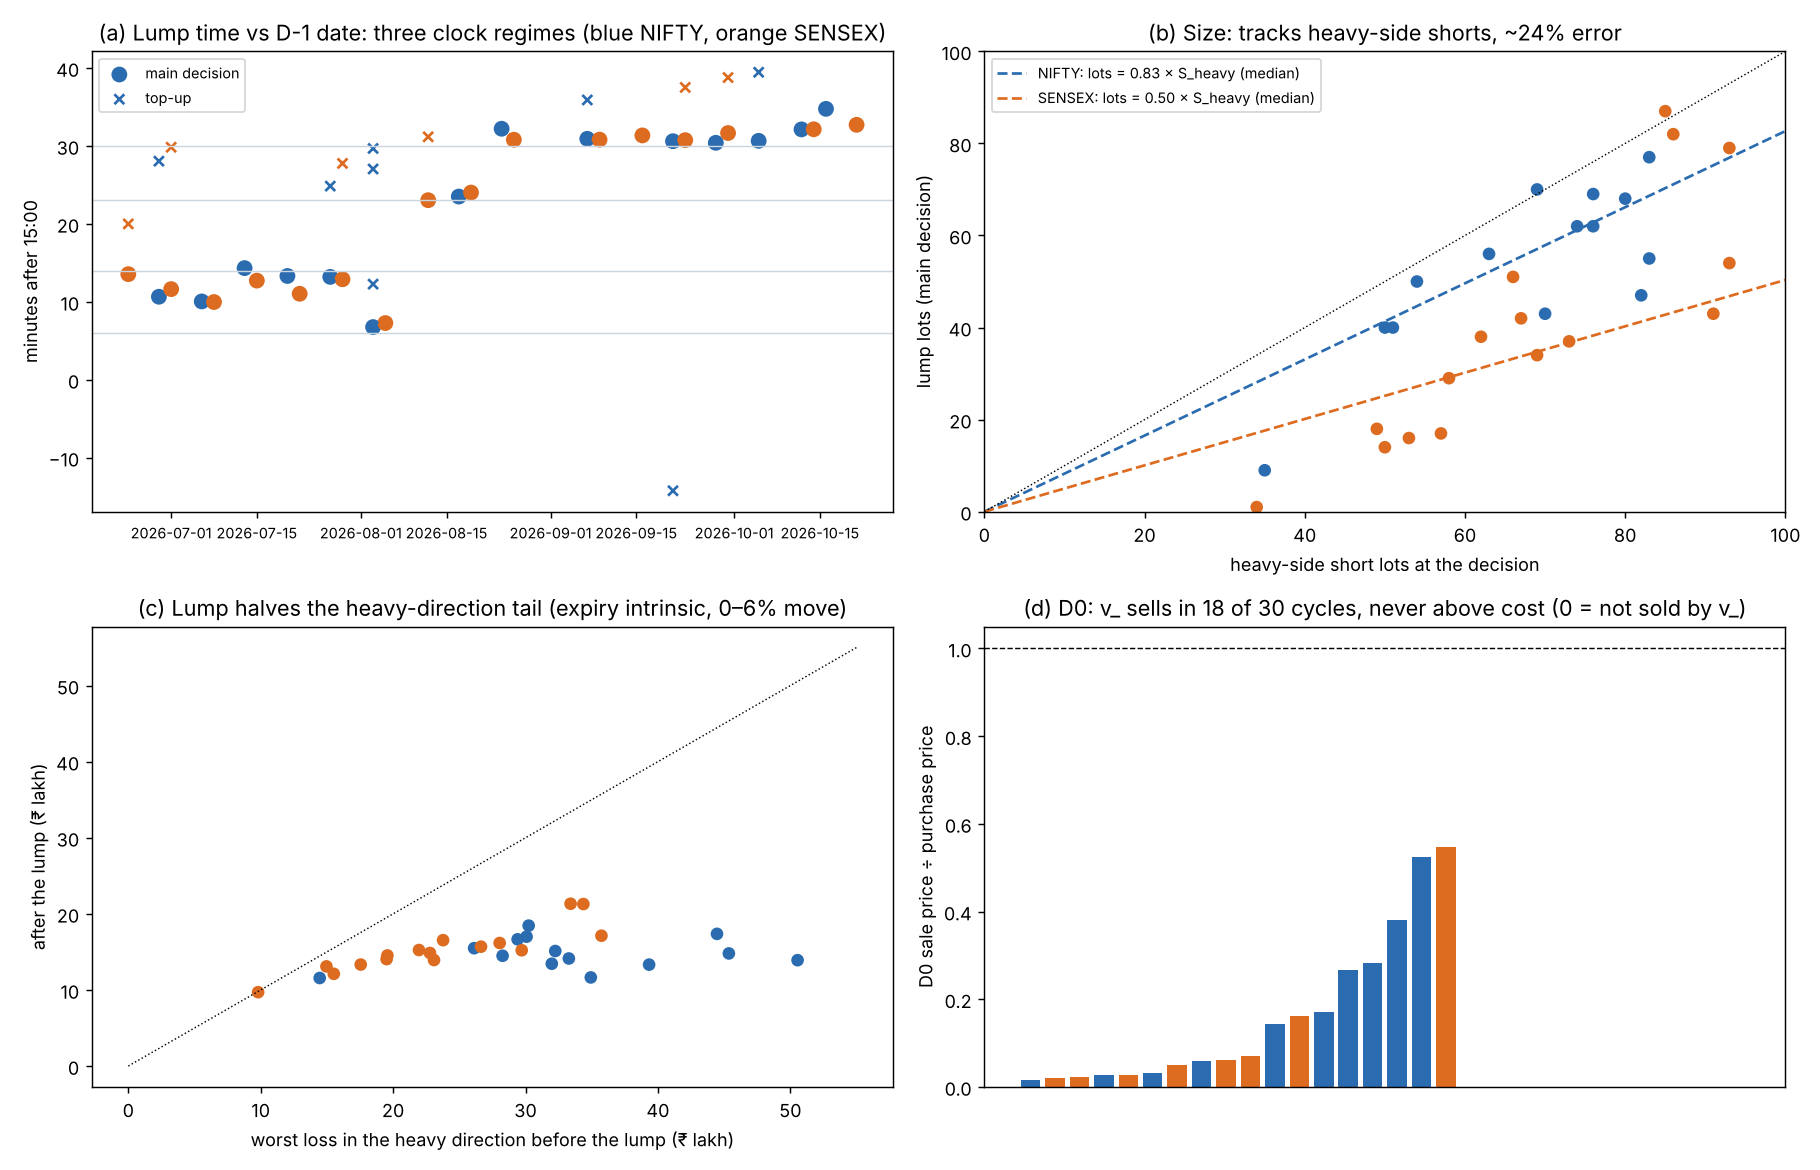 (a) Lump time vs D-1 date: three clock regimes (blue NIFTY, orange SENSEX)
main decision
top-up
minutes after 15:00
40
30
20
10
0
−10
2026-07-01 2026-07-15 2026-08-01 2026-08-15 2026-09-01 2026-09-15 2026-10-01 2026-10-15
(b) Size: tracks heavy-side shorts, ~24% error
NIFTY: lots = 0.83 × S_heavy (median)
SENSEX: lots = 0.50 × S_heavy (median)
lump lots (main decision)
100
80
60
40
20
0
0 20 40 60 80 100
heavy-side short lots at the decision
(c) Lump halves the heavy-direction tail (expiry intrinsic, 0–6% move)
after the lump (₹ lakh)
50
40
30
20
10
0
0 10 20 30 40 50
worst loss in the heavy direction before the lump (₹ lakh)
(d) D0: v_ sells in 18 of 30 cycles, never above cost (0 = not sold by v_)
D0 sale price ÷ purchase price
1.0
0.8
0.6
0.4
0.2
0.0